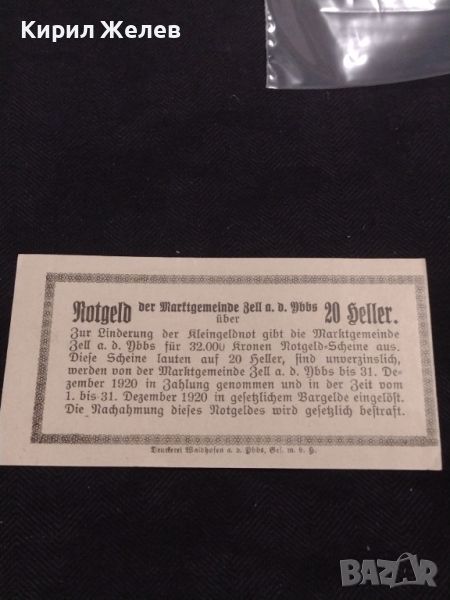 Кирил Желев
Notgeld der Marktgemeinde Zell a. d. Ybbs 20 Heller.
über
Zur Linderung der Kleingeldnot gibt die Marktgemeinde
Zell a. d. Ybbs für 32.000 Kronen Notgeld-Scheine aus.
Diese Scheine lauten auf 20 Heller, sind unverzinslich,
werden von der Marktgemeinde Zell a. d. Ybbs bis 31. De-
zember 1920 in Zahlung genommen und in der Zeit vom
1. bis 31. Dezember 1920 in gesetzlichem Bargelde eingelöst.
Die Nachahmung dieses Notgeldes wird gesetzlich bestraft.
Druckerei Waidhofen a. d. Ybbs, Ges. m. b. H.
BAZAR